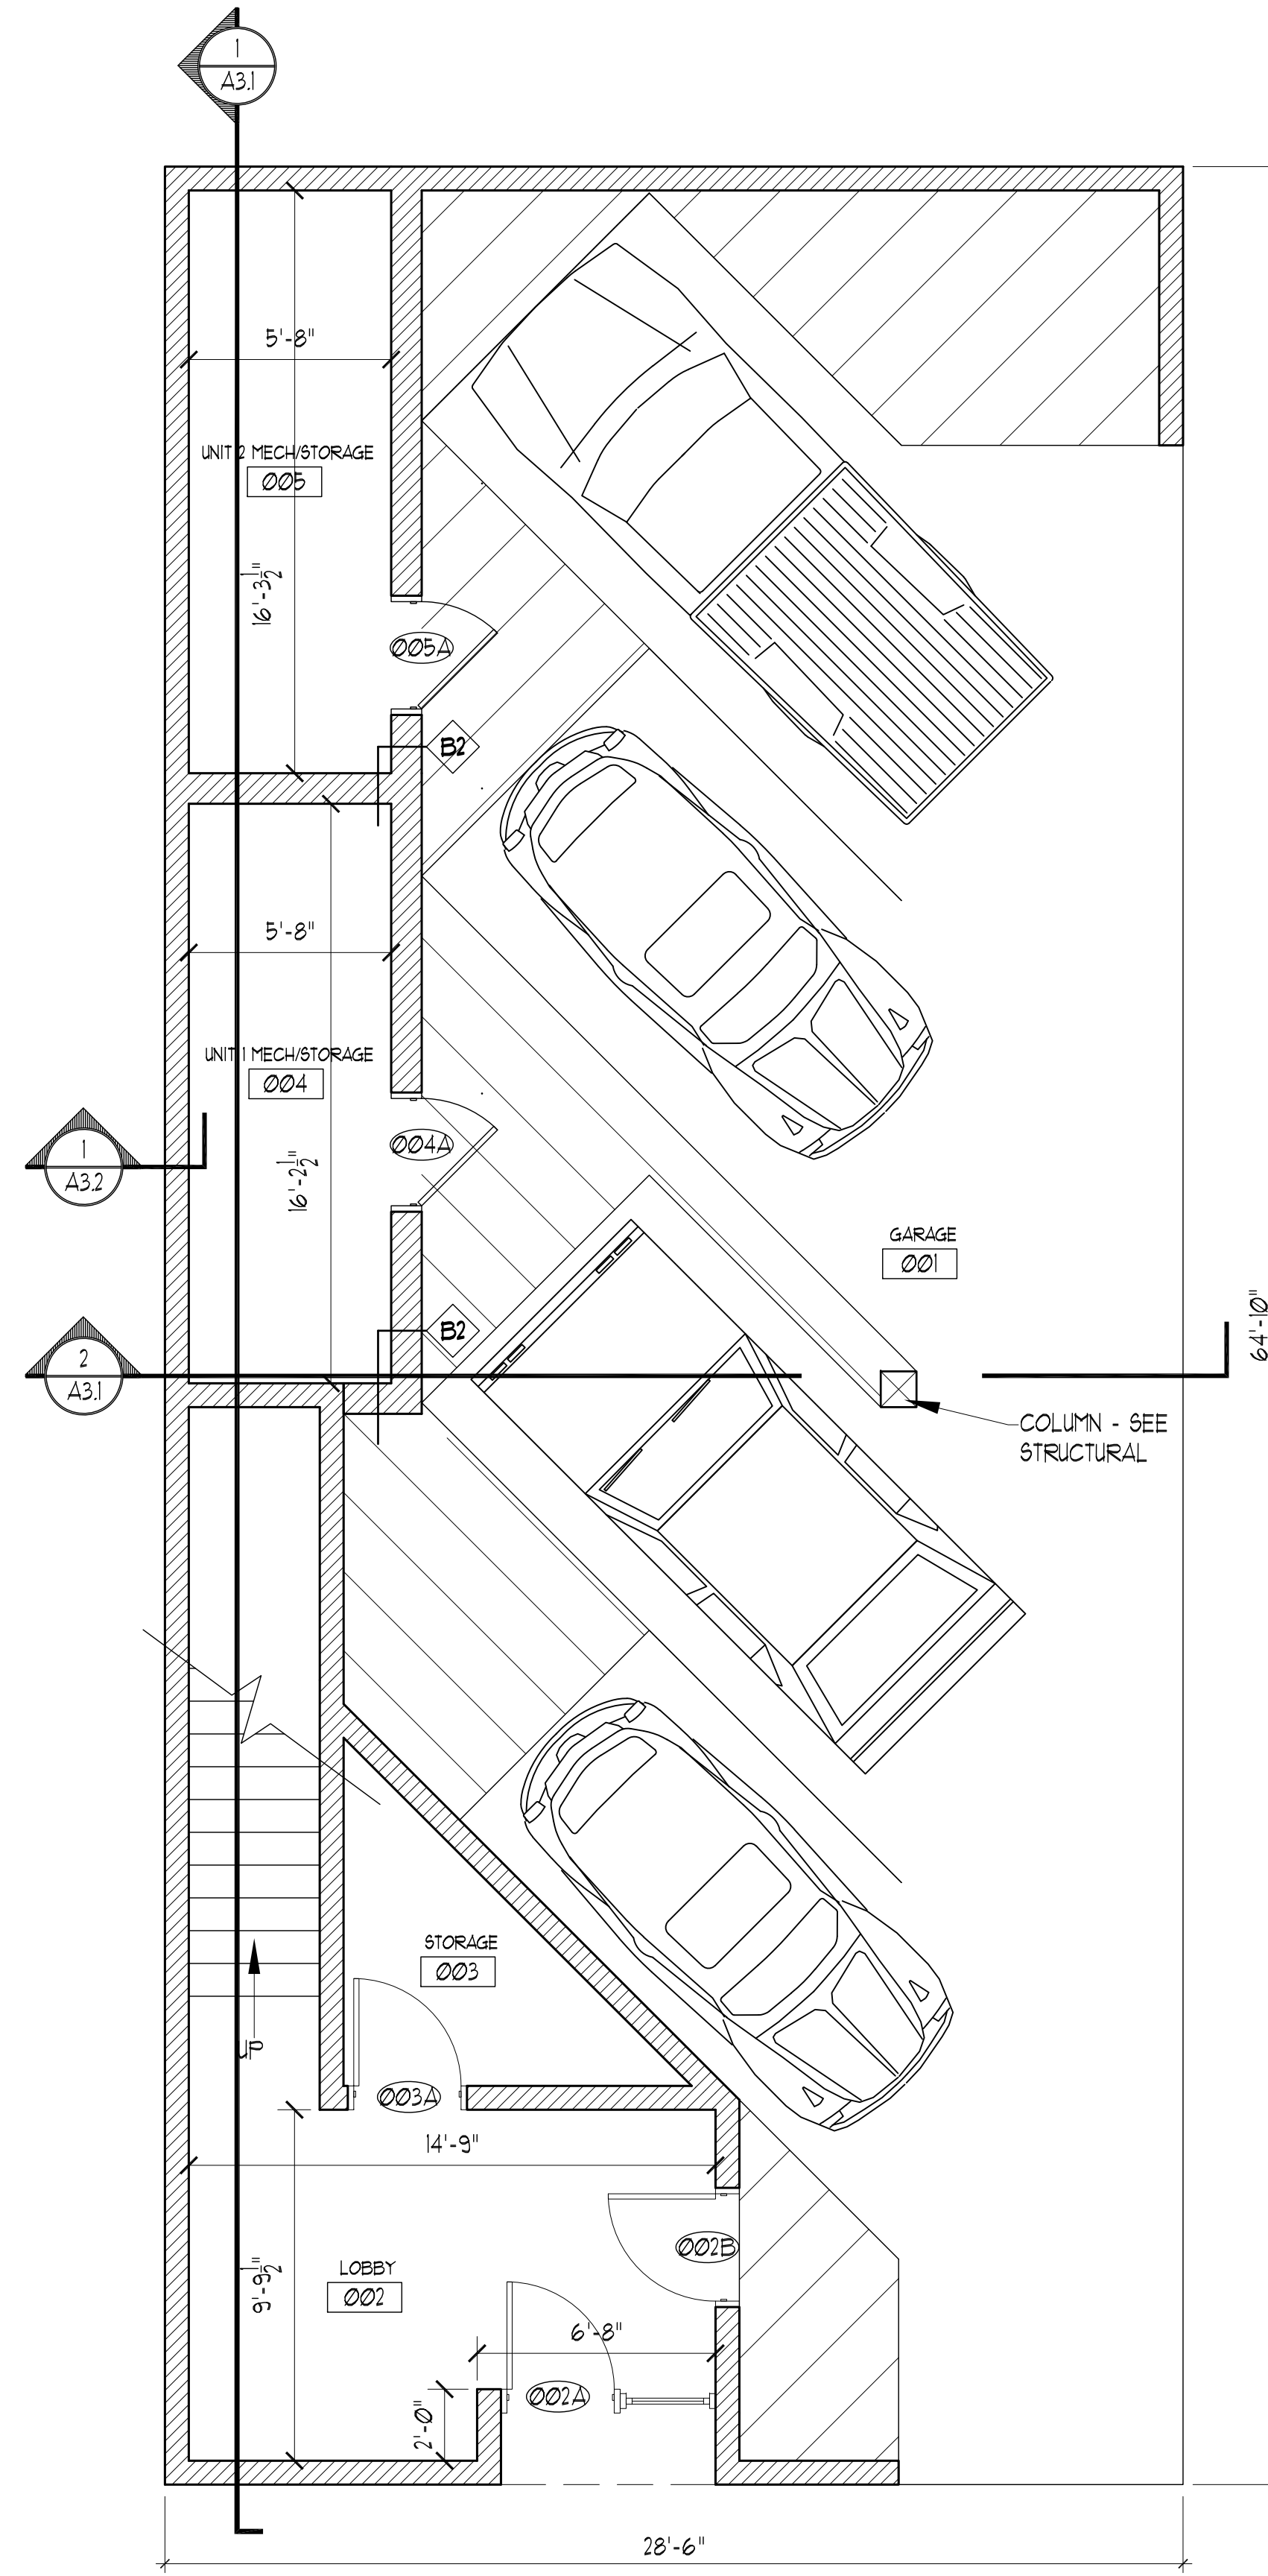 1
A3.1
5'-8"
UNIT 2 MECH/STORAGE
005
16'-3 1/2"
005A
B2
5'-8"
UNIT 1 MECH/STORAGE
004
004A
1
A3.2
16'-2 1/2"
GARAGE
001
64'-10"
B2
2
A3.1
COLUMN - SEE
STRUCTURAL
STORAGE
003
UP
003A
14'-9"
002B
LOBBY
002
9'-9 1/2"
6'-8"
002A
2'-0"
28'-6"